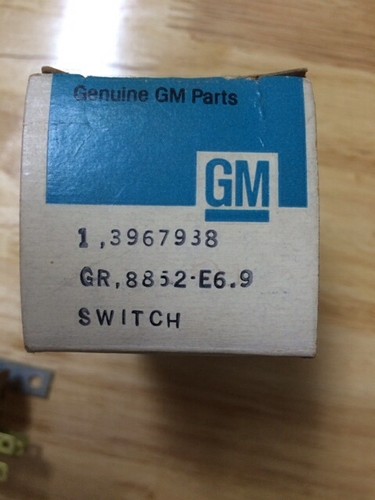 Genuine GM Parts
GM
1,3967938
GR,8852-E6.9
SWITCH